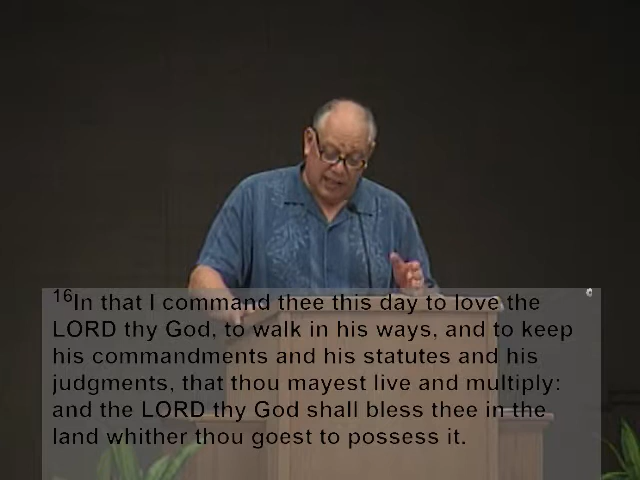 16In that I command thee this day to love the
LORD thy God, to walk in his ways, and to keep
his commandments and his statutes and his
judgments, that thou mayest live and multiply:
and the LORD thy God shall bless thee in the
land whither thou goest to possess it.